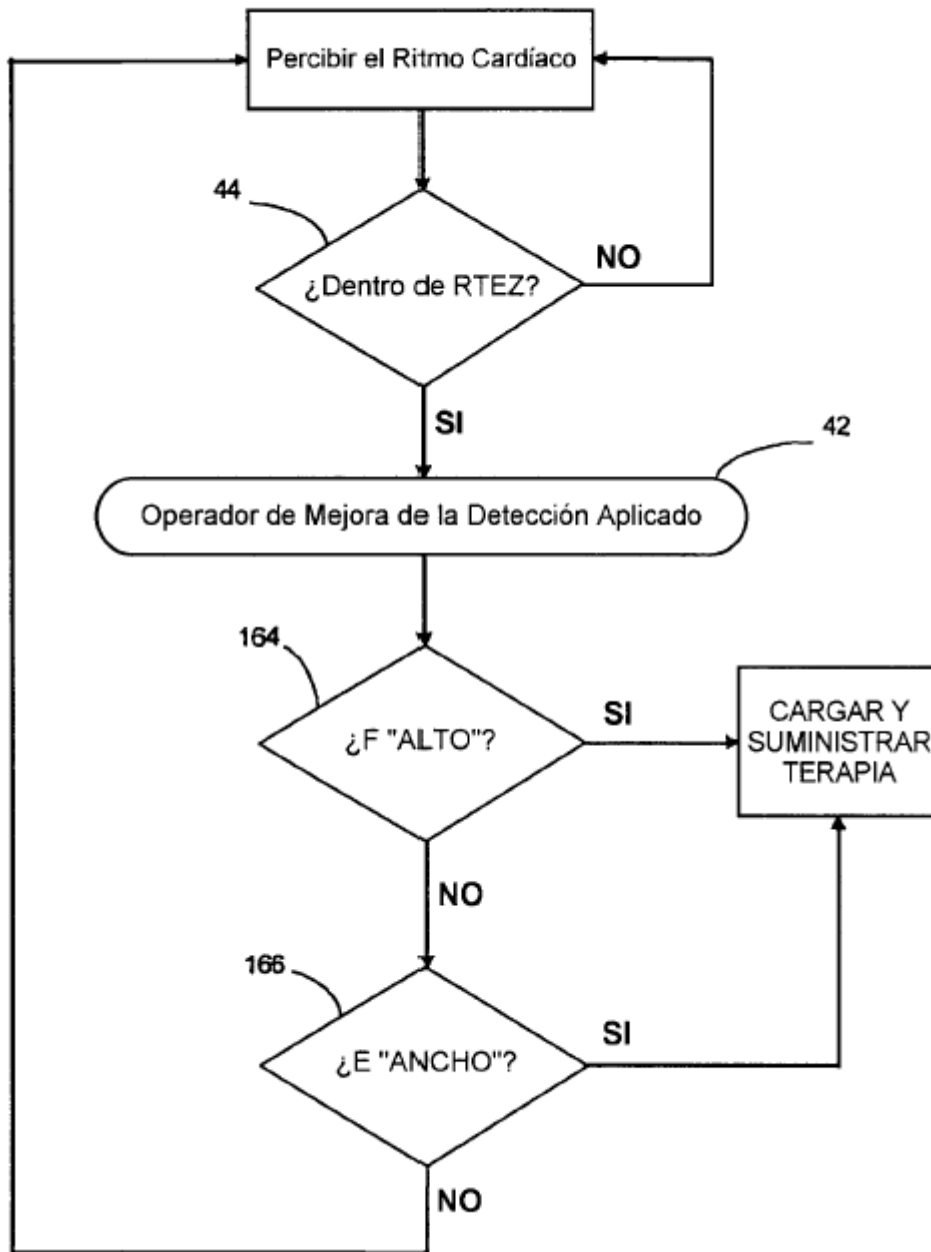 Percibir el Ritmo Cardíaco
44
¿Dentro de RTEZ?
NO
SI
42
Operador de Mejora de la Detección Aplicado
164
¿F "ALTO"?
SI
CARGAR Y
SUMINISTRAR
TERAPIA
NO
166
¿E "ANCHO"?
SI
NO